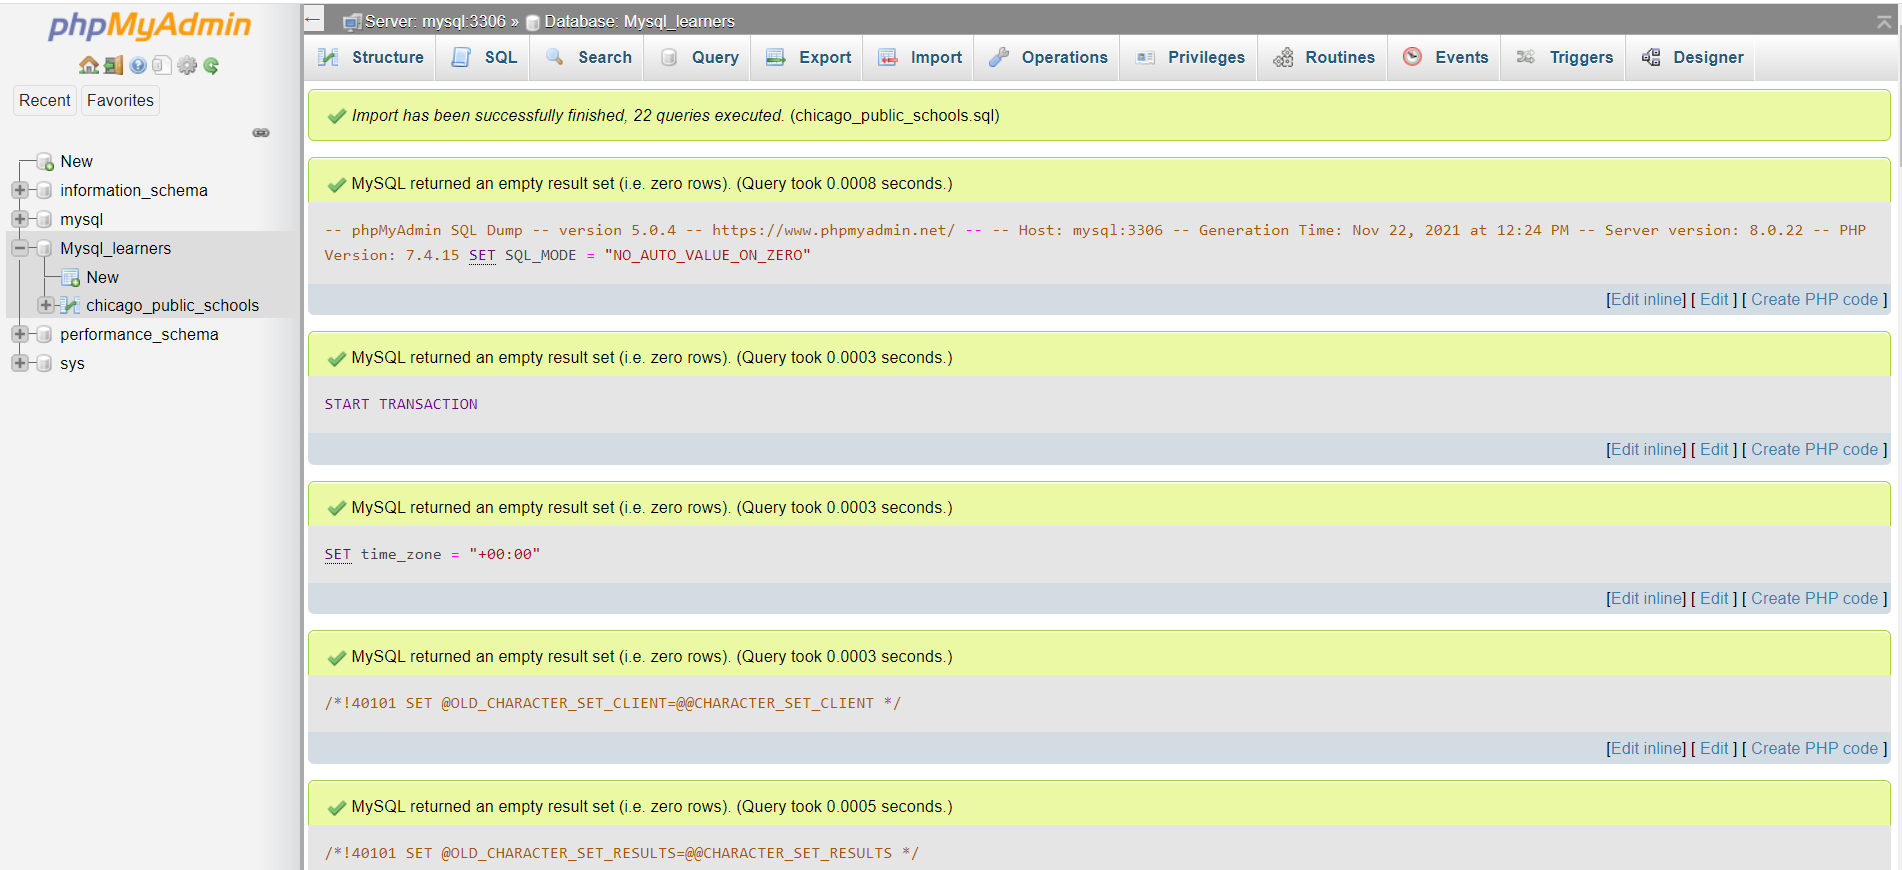 phpMyAdmin
Recent
Favorites
New
information_schema
mysql
Mysql_learners
New
chicago_public_schools
performance_schema
sys
Server: mysql:3306 » Database: Mysql_learners
Structure
SQL
Search
Query
Export
Import
Operations
Privileges
Routines
Events
Triggers
Designer
Import has been successfully finished, 22 queries executed. (chicago_public_schools.sql)
MySQL returned an empty result set (i.e. zero rows). (Query took 0.0008 seconds.)
-- phpMyAdmin SQL Dump -- version 5.0.4 -- https://www.phpmyadmin.net/ -- -- Host: mysql:3306 -- Generation Time: Nov 22, 2021 at 12:24 PM -- Server version: 8.0.22 -- PHP
Version: 7.4.15 SET SQL_MODE = "NO_AUTO_VALUE_ON_ZERO"
[Edit inline] [ Edit ] [ Create PHP code ]
MySQL returned an empty result set (i.e. zero rows). (Query took 0.0003 seconds.)
START TRANSACTION
[Edit inline] [ Edit ] [ Create PHP code ]
MySQL returned an empty result set (i.e. zero rows). (Query took 0.0003 seconds.)
SET time_zone = "+00:00"
[Edit inline] [ Edit ] [ Create PHP code ]
MySQL returned an empty result set (i.e. zero rows). (Query took 0.0003 seconds.)
/*!40101 SET @OLD_CHARACTER_SET_CLIENT=@@CHARACTER_SET_CLIENT */
[Edit inline] [ Edit ] [ Create PHP code ]
MySQL returned an empty result set (i.e. zero rows). (Query took 0.0005 seconds.)
/*!40101 SET @OLD_CHARACTER_SET_RESULTS=@@CHARACTER_SET_RESULTS */